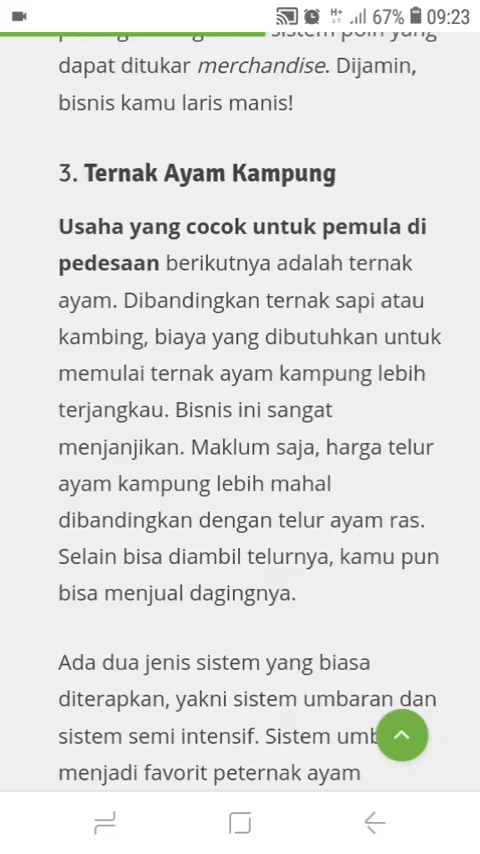 H+ 67% 09:23
sistem poin yang
dapat ditukar merchandise. Dijamin,
bisnis kamu laris manis!
3. Ternak Ayam Kampung
Usaha yang cocok untuk pemula di
pedesaan berikutnya adalah ternak
ayam. Dibandingkan ternak sapi atau
kambing, biaya yang dibutuhkan untuk
memulai ternak ayam kampung lebih
terjangkau. Bisnis ini sangat
menjanjikan. Maklum saja, harga telur
ayam kampung lebih mahal
dibandingkan dengan telur ayam ras.
Selain bisa diambil telurnya, kamu pun
bisa menjual dagingnya.
Ada dua jenis sistem yang biasa
diterapkan, yakni sistem umbaran dan
sistem semi intensif. Sistem umb
menjadi favorit peternak ayam